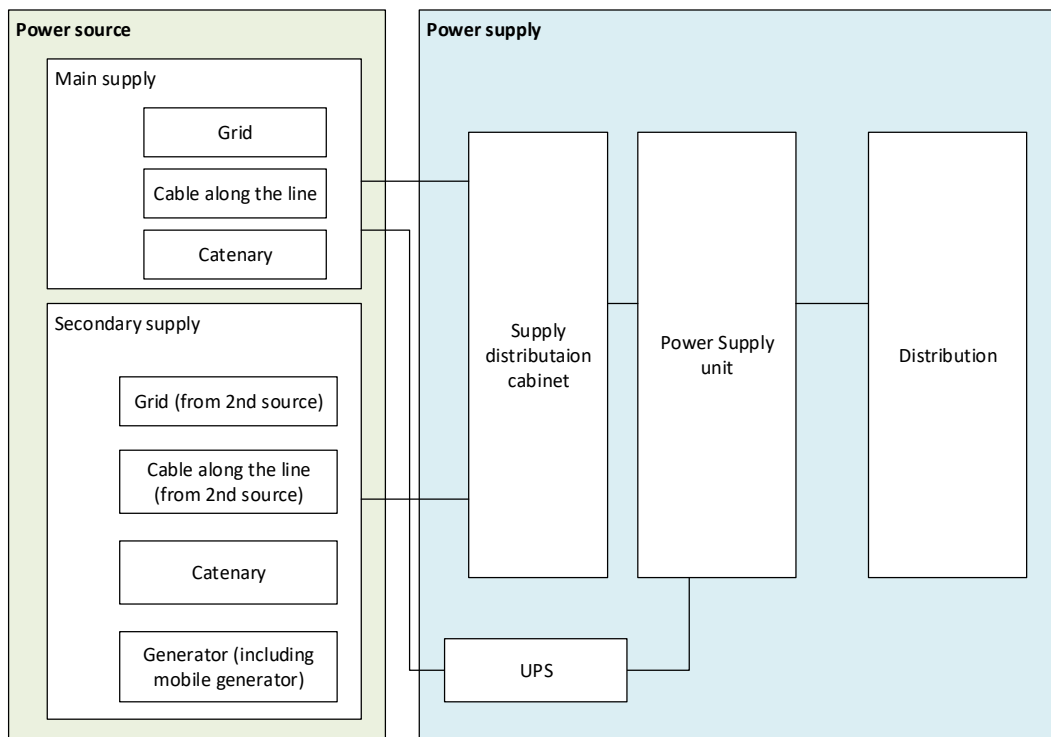 Power source
Main supply
Grid
Cable along the line
Catenary
Secondary supply
Grid (from 2nd source)
Cable along the line
(from 2nd source)
Catenary
Generator (including
mobile generator)
Power supply
Supply
distributaion
cabinet
Power Supply
unit
Distribution
UPS